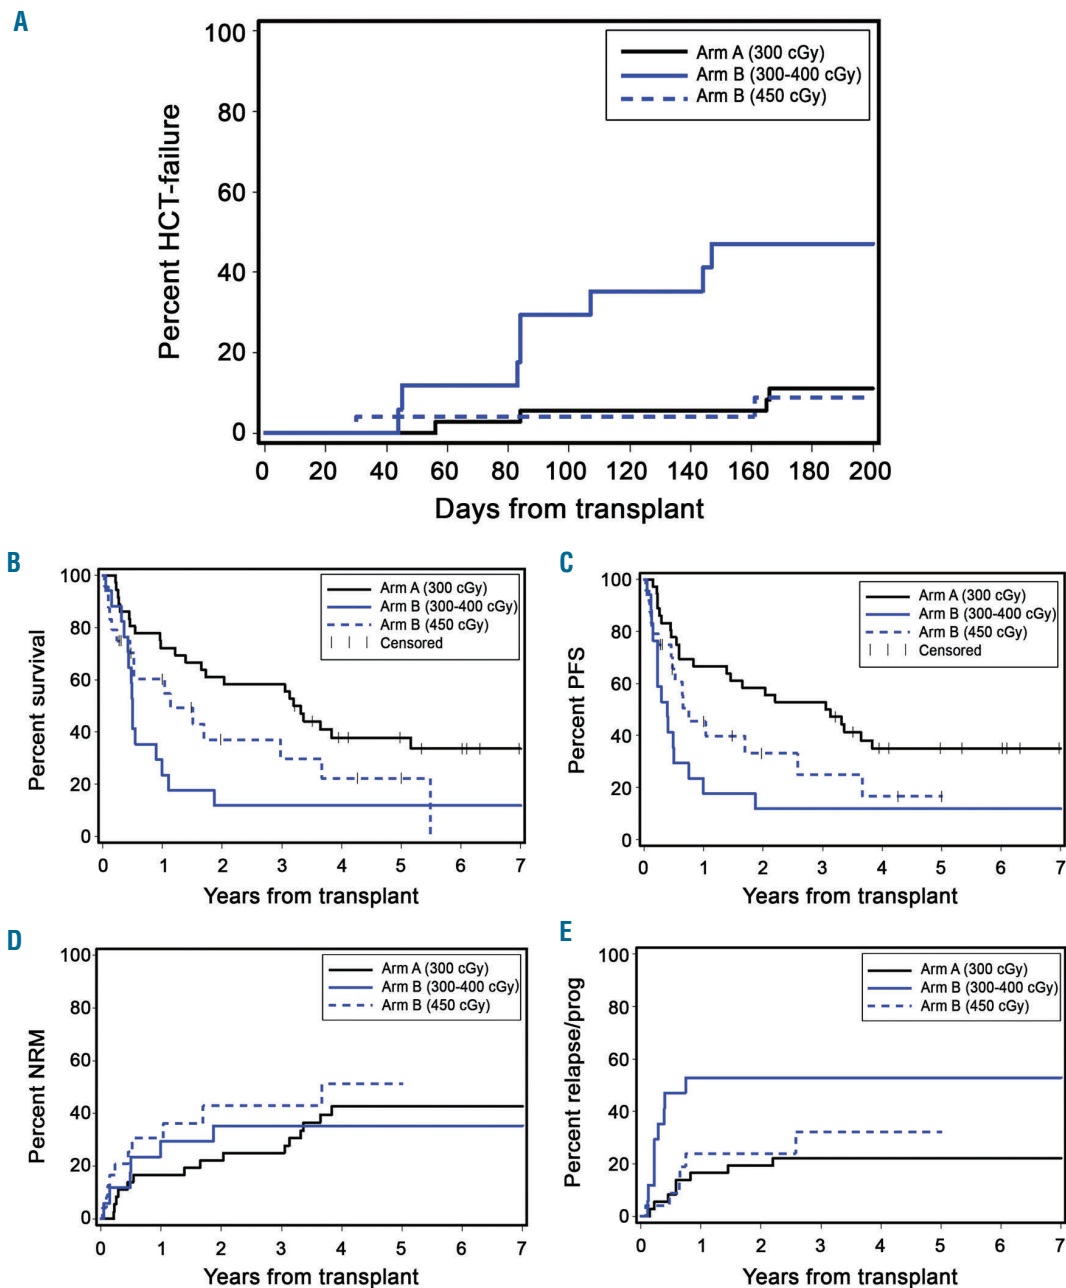 A
Percent HCT-failure
100
80
60
40
20
0
Arm A (300 cGy)
Arm B (300-400 cGy)
Arm B (450 cGy)
0 20 40 60 80 100 120 140 160 180 200
Days from transplant
B
Percent survival
100
80
60
40
20
0
Arm A (300 cGy)
Arm B (300-400 cGy)
Arm B (450 cGy)
Censored
0 1 2 3 4 5 6 7
Years from transplant
C
Percent PFS
100
80
60
40
20
0
Arm A (300 cGy)
Arm B (300-400 cGy)
Arm B (450 cGy)
Censored
0 1 2 3 4 5 6 7
Years from transplant
D
Percent NRM
100
80
60
40
20
0
Arm A (300 cGy)
Arm B (300-400 cGy)
Arm B (450 cGy)
0 1 2 3 4 5 6 7
Years from transplant
E
Percent relapse/prog
100
80
60
40
20
0
Arm A (300 cGy)
Arm B (300-400 cGy)
Arm B (450 cGy)
0 1 2 3 4 5 6 7
Years from transplant